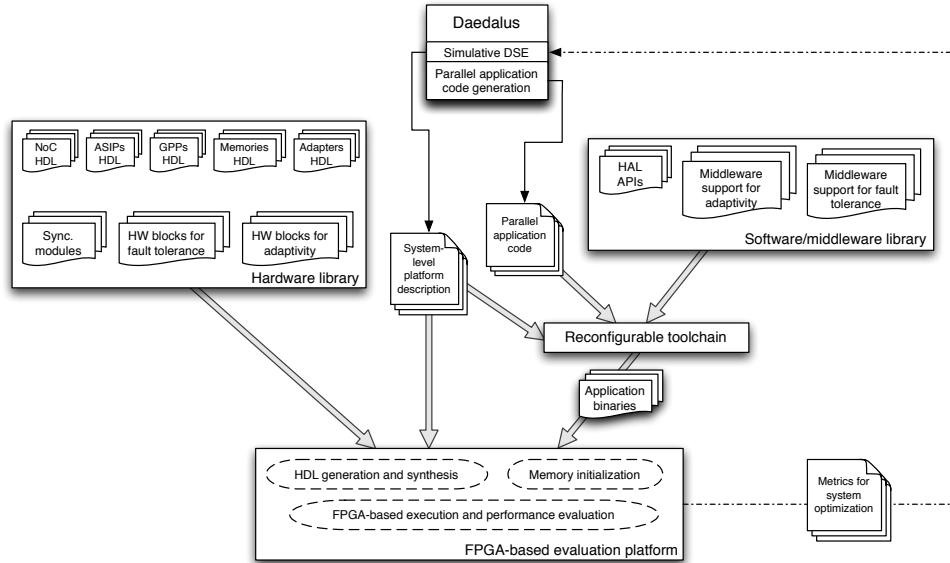 Daedalus
Simulative DSE
Parallel application
code generation
NoC
HDL
ASIPs
HDL
GPPs
HDL
Memories
HDL
Adapters
HDL
Sync.
modules
HW blocks for
fault tolerance
HW blocks for
adaptivity
Hardware library
System-
level
platform
description
Parallel
application
code
HAL
APIs
Middleware
support for
adaptivity
Middleware
support for fault
tolerance
Software/middleware library
Reconfigurable toolchain
Application
binaries
HDL generation and synthesis
Memory initialization
FPGA-based execution and performance evaluation
FPGA-based evaluation platform
Metrics for
system
optimization